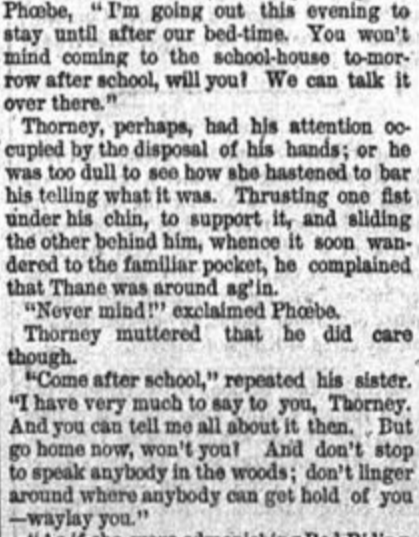 Phœbe, “I'm going out this evening to
stay until after our bed-time. You won't
mind coming to the school-house to-mor-
row after school, will you? We can talk it
over there.”
Thorney, perhaps, had his attention oc-
cupied by the disposal of his hands; or he
was too dull to see how she hastened to bar
his telling what it was. Thrusting one fist
under his chin, to support it, and sliding
the other behind him, whence it soon wan-
dered to the familiar pocket, he complained
that Thane was around ag'in.
“Never mind!” exclaimed Phœbe.
Thorney muttered that he did care
though.
“Come after school,” repeated his sister.
“I have very much to say to you, Thorney.
And you can tell me all about it then. But
go home now, won't you? And don't stop
to speak anybody in the woods; don't linger
around where anybody can get hold of you
—waylay you.”